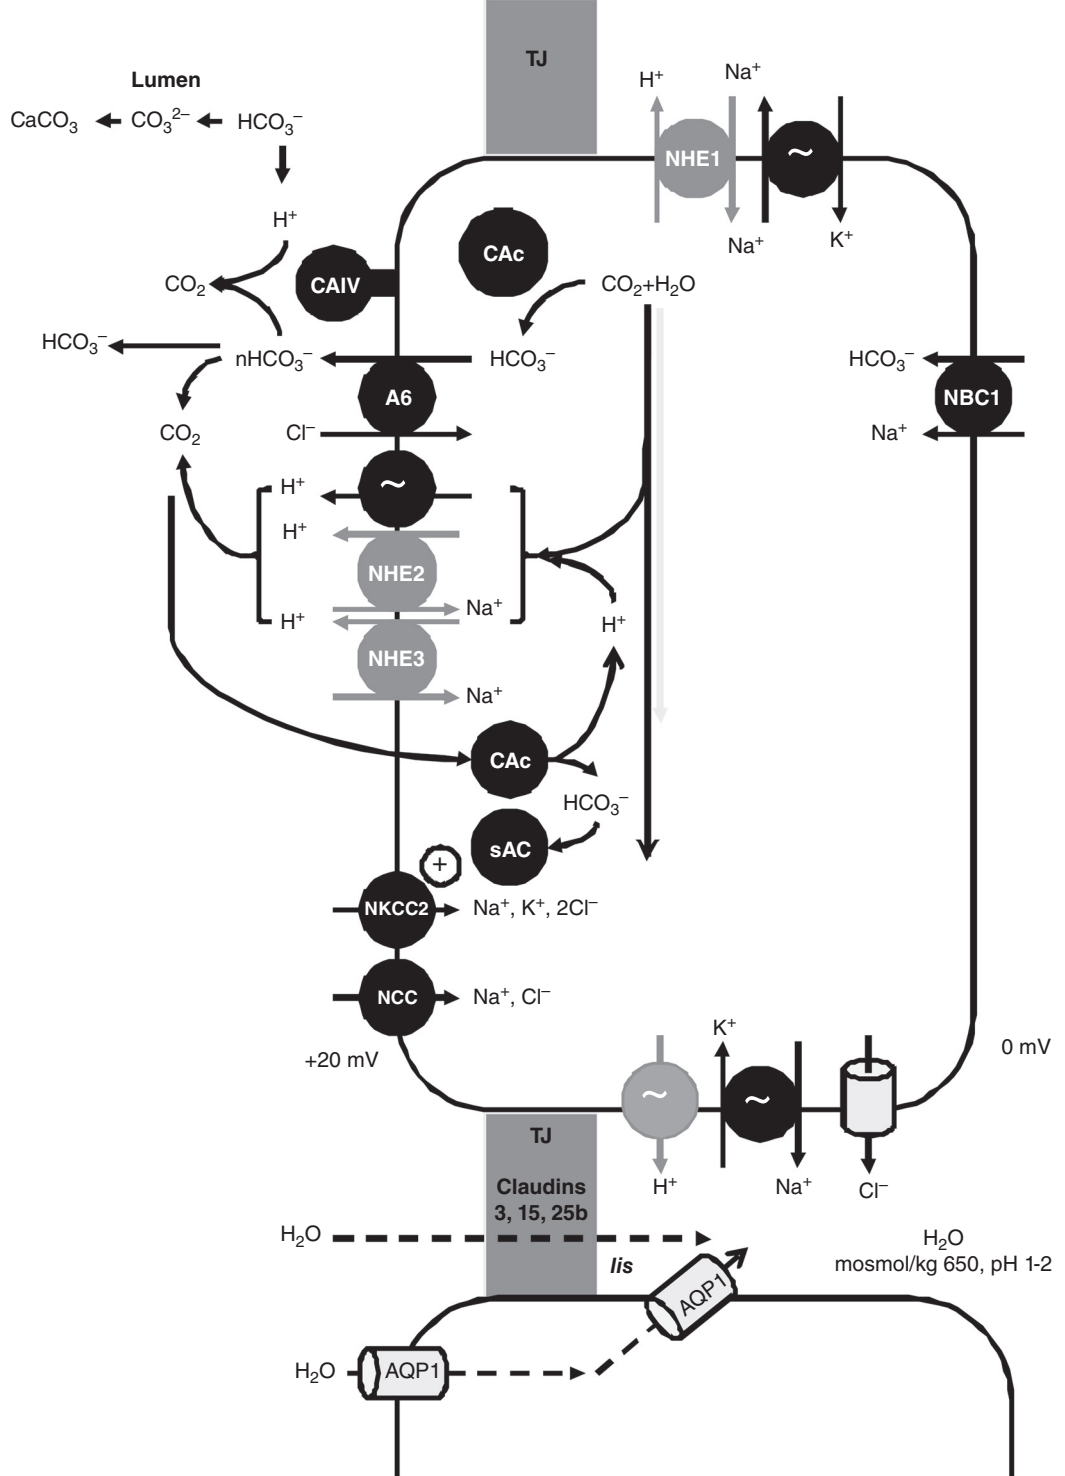 TJ
Lumen
CaCO₃
CO₃²⁻
HCO₃⁻
H⁺
Na⁺
NHE1
~
Na⁺
K⁺
H⁺
CAc
CO₂
CAIV
CO₂+H₂O
HCO₃⁻
nHCO₃⁻
HCO₃⁻
HCO₃⁻
A6
NBC1
CO₂
Cl⁻
Na⁺
H⁺
~
H⁺
NHE2
Na⁺
H⁺
H⁺
NHE3
Na⁺
CAc
HCO₃⁻
sAC
+
NKCC2
Na⁺, K⁺, 2Cl⁻
NCC
Na⁺, Cl⁻
+20 mV
K⁺
0 mV
~
~
TJ
H⁺
Na⁺
Cl⁻
Claudins
3, 15, 25b
H₂O
lis
H₂O
mosmol/kg 650, pH 1-2
AQP1
H₂O
AQP1